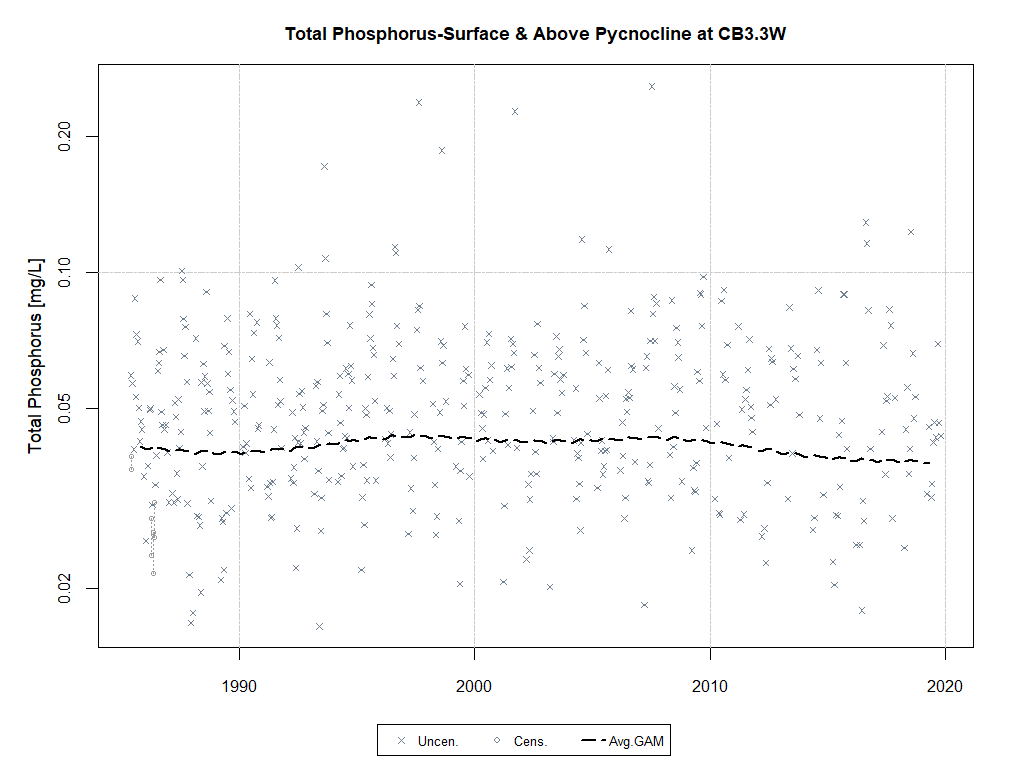 Total Phosphorus-Surface & Above Pycnocline at CB3.3W
Total Phosphorus [mg/L]
0.20
0.10
0.05
0.02
1990 2000 2010 2020
Uncen. Cens. Avg.GAM